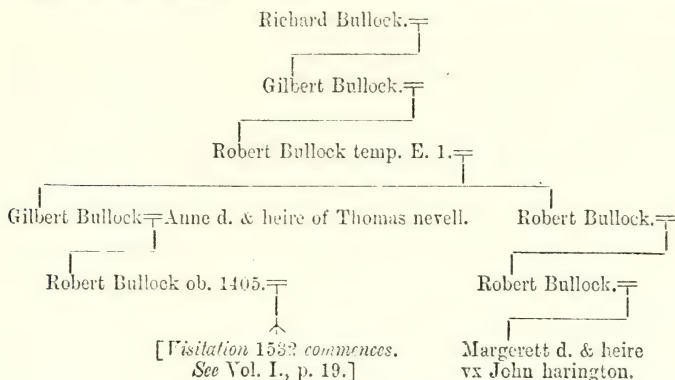 Richard Bullock.
Gilbert Bullock.
Robert Bullock temp. E. 1.
Gilbert Bullock Anne d. & heire of Thomas nevell. Robert Bullock.
Robert Bullock ob. 1405. Robert Bullock.
[Visitation 1532 commences. Margerett d. & heire
See Vol. I., p. 19.] vx John harington.